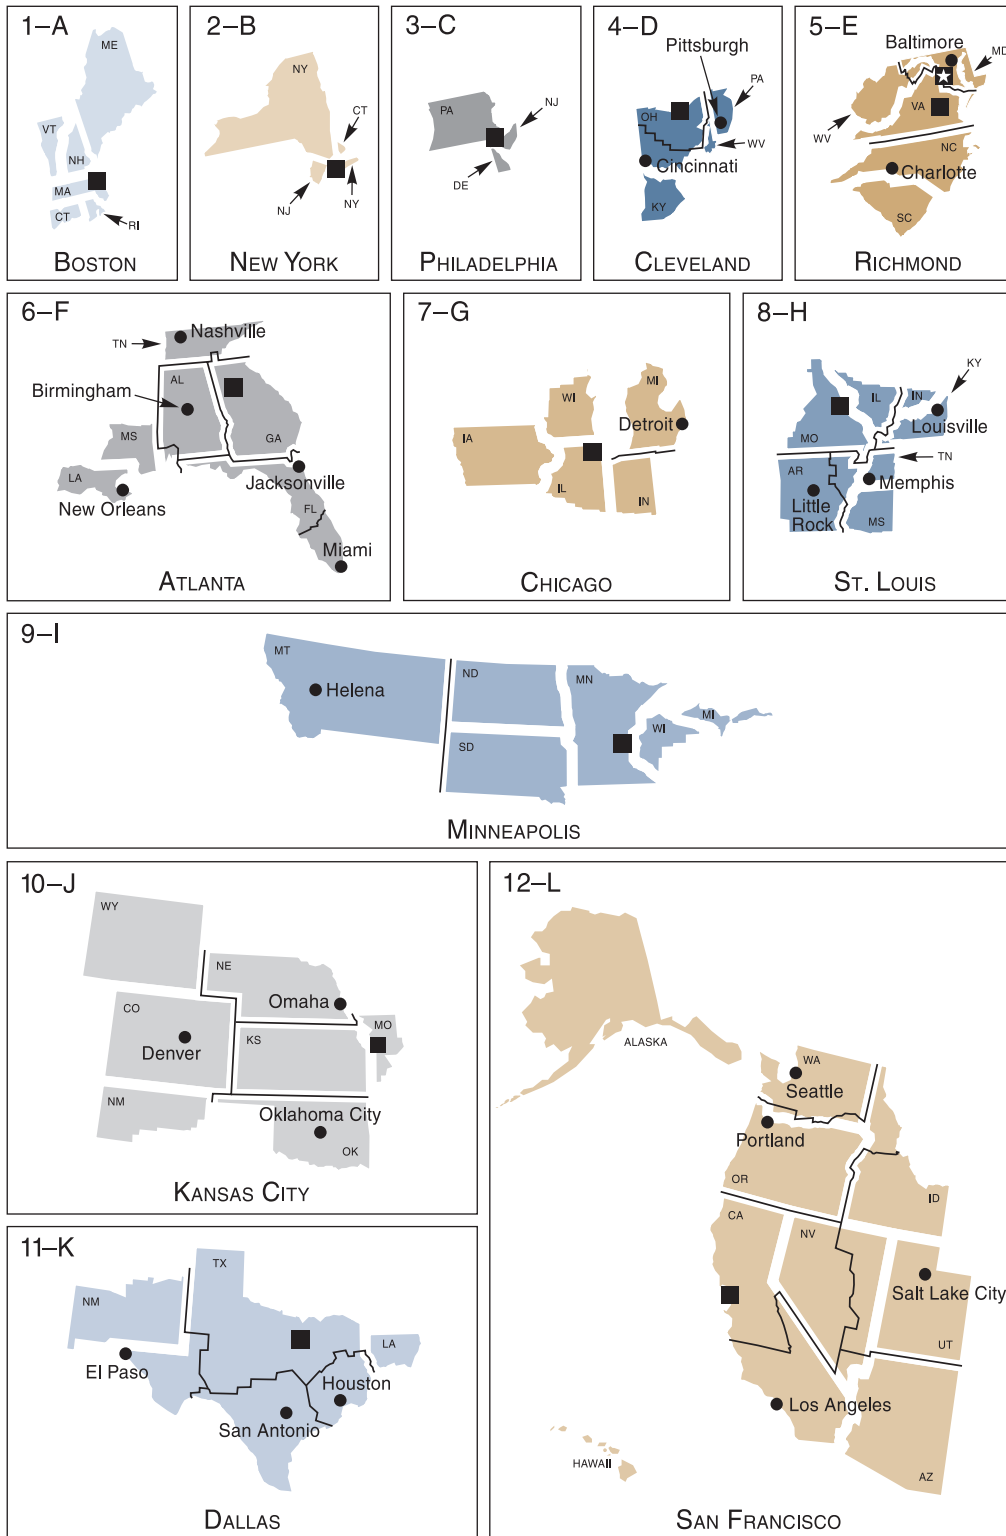 1–A
ME
VT
NH
MA
CT
RI
BOSTON
2–B
NY
CT
NJ
NY
NEW YORK
3–C
PA
NJ
DE
PHILADELPHIA
4–D
Pittsburgh
PA
OH
WV
Cincinnati
KY
CLEVELAND
5–E
Baltimore
MD
VA
WV
NC
Charlotte
SC
RICHMOND
6–F
Nashville
TN
AL
Birmingham
MS
GA
LA
Jacksonville
New Orleans
FL
Miami
ATLANTA
7–G
MI
WI
Detroit
IA
IL
IN
CHICAGO
8–H
KY
IL
IN
Louisville
MO
TN
AR
Memphis
Little
Rock
MS
ST. LOUIS
9–I
MT
ND
MN
Helena
MI
WI
SD
MINNEAPOLIS
10–J
WY
NE
Omaha
CO
MO
KS
Denver
NM
Oklahoma City
OK
KANSAS CITY
11–K
TX
NM
LA
El Paso
Houston
San Antonio
DALLAS
12–L
ALASKA
WA
Seattle
Portland
OR
ID
CA
NV
Salt Lake City
UT
Los Angeles
HAWAII
AZ
SAN FRANCISCO